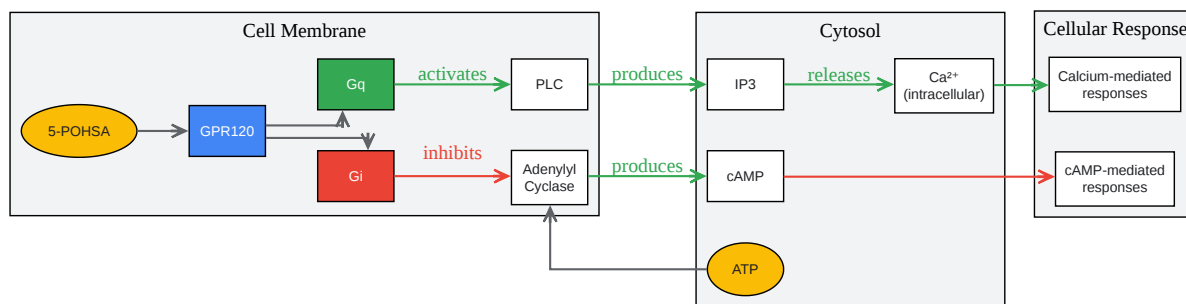 Cell Membrane
Cytosol
Cellular Response
Gq
activates
PLC
produces
IP3
releases
Ca²⁺
(intracellular)
Calcium-mediated
responses
5-POHSA
GPR120
Gi
inhibits
Adenylyl
Cyclase
produces
cAMP
cAMP-mediated
responses
ATP